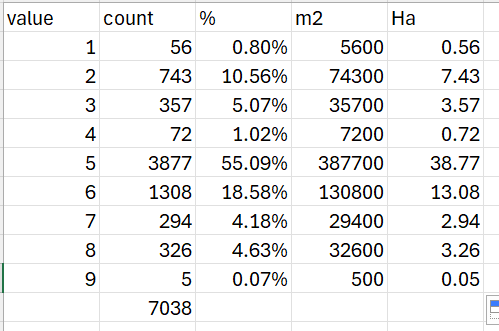 value count % m2 Ha
1 56 0.80% 5600 0.56
2 743 10.56% 74300 7.43
3 357 5.07% 35700 3.57
4 72 1.02% 7200 0.72
5 3877 55.09% 387700 38.77
6 1308 18.58% 130800 13.08
7 294 4.18% 29400 2.94
8 326 4.63% 32600 3.26
9 5 0.07% 500 0.05
7038